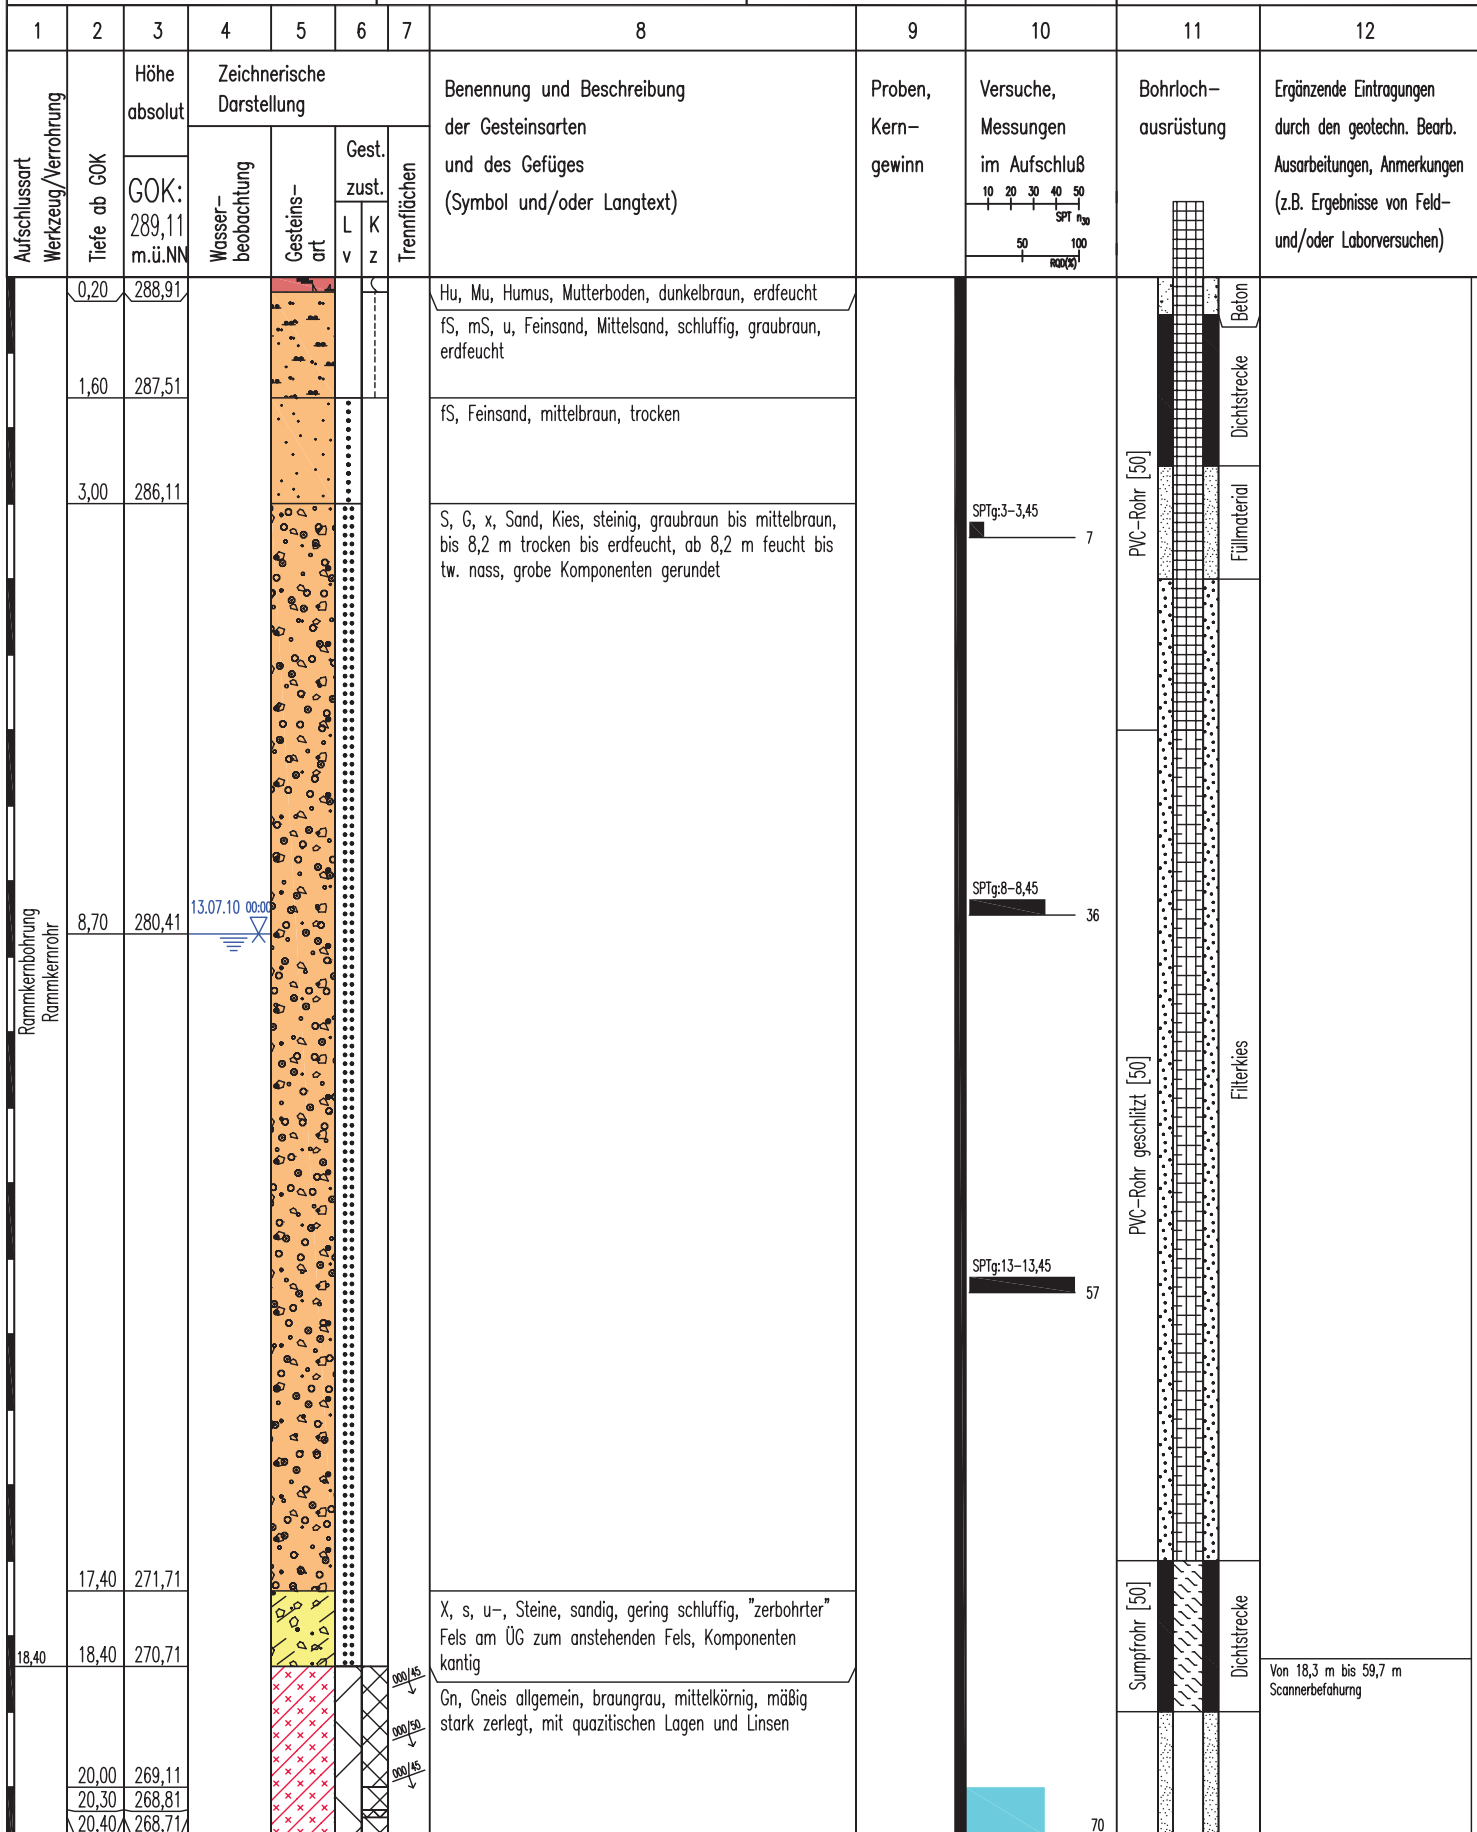 1 2 3 4 5 6 7 8 9 10 11 12
Aufschlussart
Werkzeug/Verrohrung
Tiefe ab GOK
Höhe
absolut
GOK:
289,11
m.ü.NN
Zeichnerische
Darstellung
Wasser-
beobachtung
Gesteins-
art
Gest.
zust.
L K
v z
Trennflächen
Benennung und Beschreibung
der Gesteinsarten
und des Gefüges
(Symbol und/oder Langtext)
Proben,
Kern-
gewinn
Versuche,
Messungen
im Aufschluß
10 20 30 40 50
SPT n30
50 100
RQD(%)
Bohrloch-
ausrüstung
Ergänzende Eintragungen
durch den geotechn. Bearb.
Ausarbeitungen, Anmerkungen
(z.B. Ergebnisse von Feld-
und/oder Laborversuchen)
0,20 288,91
Hu, Mu, Humus, Mutterboden, dunkelbraun, erdfeucht
Beton
fS, mS, u, Feinsand, Mittelsand, schluffig, graubraun,
erdfeucht
1,60 287,51
fS, Feinsand, mittelbraun, trocken
Dichtstrecke
3,00 286,11
S, G, x, Sand, Kies, steinig, graubraun bis mittelbraun,
bis 8,2 m trocken bis erdfeucht, ab 8,2 m feucht bis
tw. nass, grobe Komponenten gerundet
SPTg:3-3,45
7
PVC-Rohr [50]
Füllmaterial
SPTg:8-8,45
36
13.07.10 00:00
8,70 280,41
Rammkernbohrung
Rammkernrohr
PVC-Rohr geschlitzt [50]
Filterkies
SPTg:13-13,45
57
17,40 271,71
X, s, u-, Steine, sandig, gering schluffig, "zerbohrter"
Fels am ÜG zum anstehenden Fels, Komponenten
kantig
18,40
18,40 270,71
Sumpfrohr [50]
Dichtstrecke
Von 18,3 m bis 59,7 m
Scannerbefahurng
000/45
Gn, Gneis allgemein, braungrau, mittelkörnig, mäßig
stark zerlegt, mit quazitischen Lagen und Linsen
000/50
000/45
20,00 269,11
20,30 268,81
20,40 268,71
70